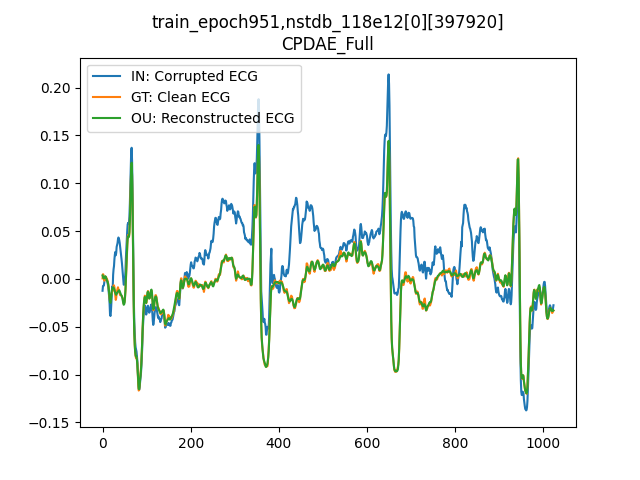 train_epoch951,nstdb_118e12[0][397920]
CPDAE_Full
IN: Corrupted ECG
GT: Clean ECG
OU: Reconstructed ECG
0.20
0.15
0.10
0.05
0.00
−0.05
−0.10
−0.15
0 200 400 600 800 1000